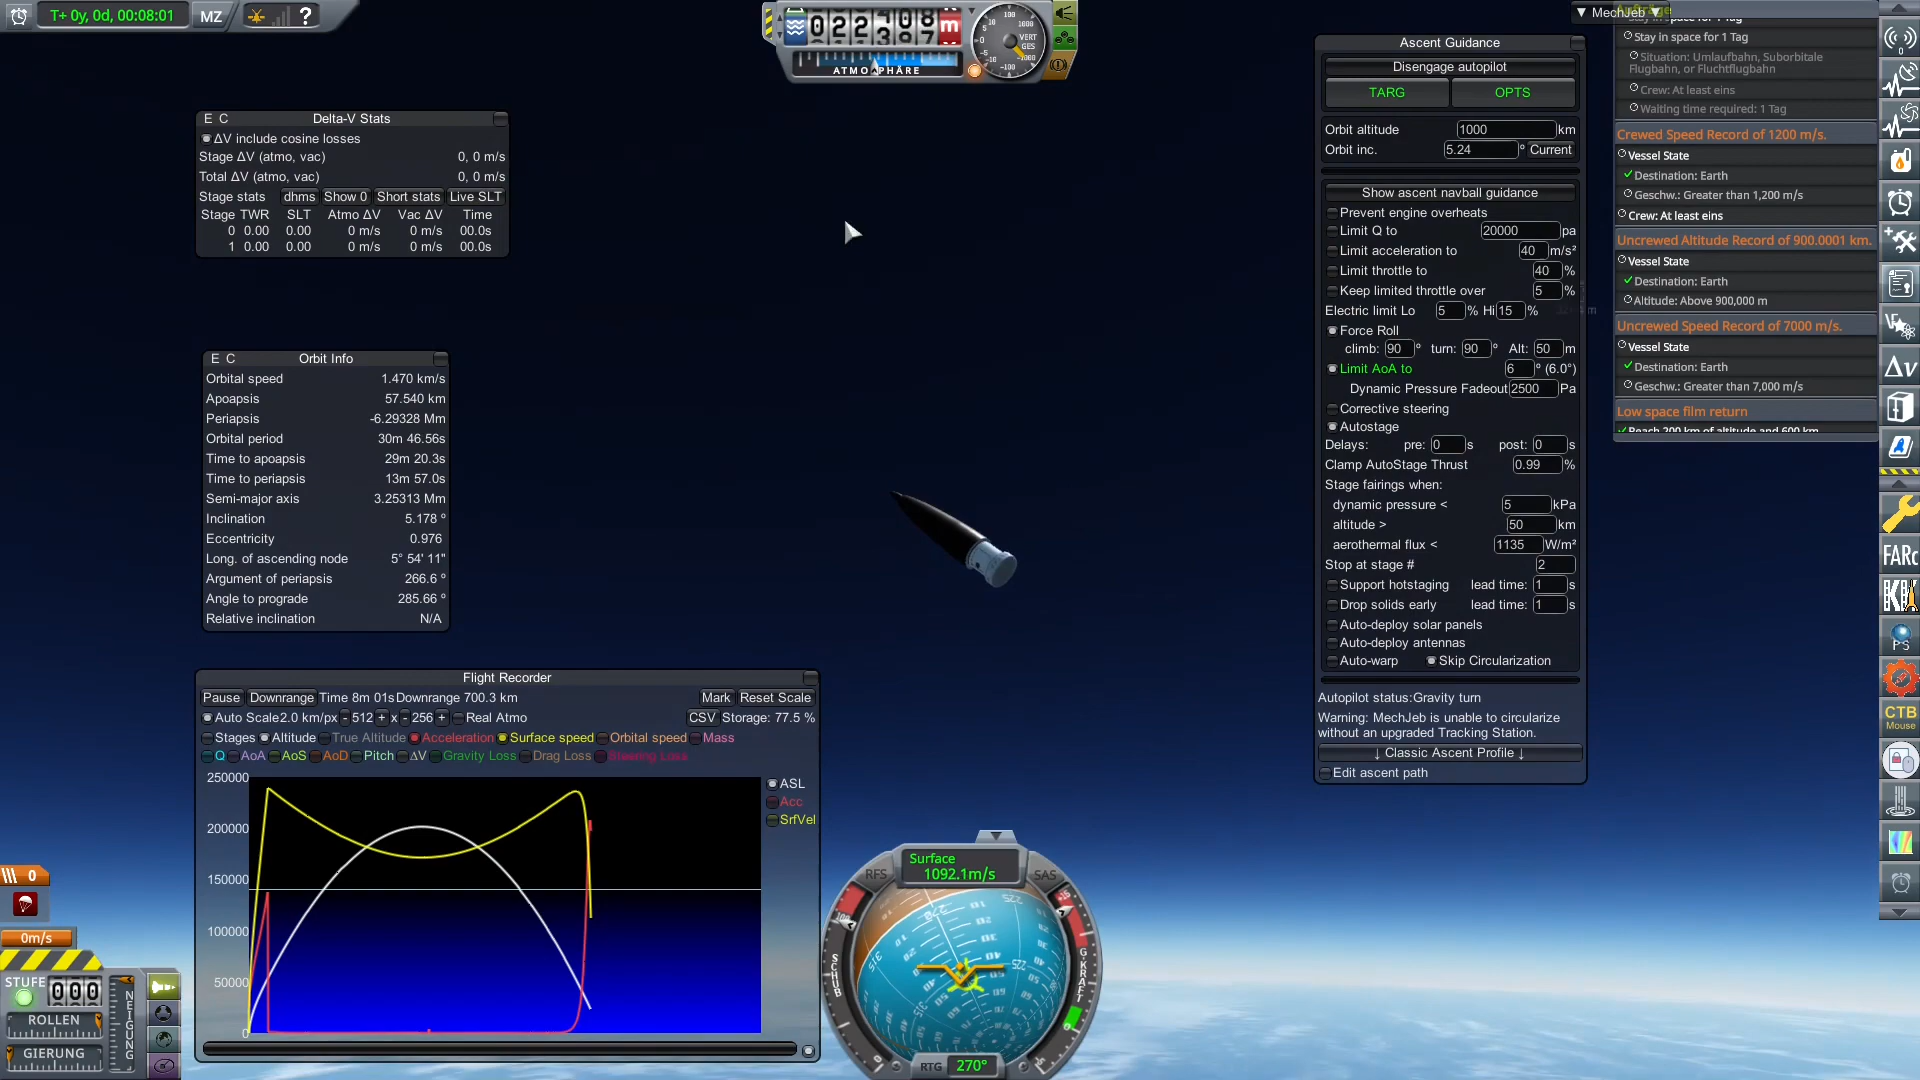 T+ 0y, 0d, 00:08:01
MZ
?
m
ATMOSPHÄRE
VERT GES
▼ MechJeb ▼
Stay in space for 1 Tag
Situation: Umlaufbahn, Suborbitale Flugbahn, or Fluchtflugbahn
Crew: At least eins
Waiting time required: 1 Tag
Crewed Speed Record of 1200 m/s.
Vessel State
Destination: Earth
Geschw.: Greater than 1,200 m/s
Crew: At least eins
Uncrewed Altitude Record of 900.0001 km.
Vessel State
Destination: Earth
Altitude: Above 900,000 m
Uncrewed Speed Record of 7000 m/s.
Vessel State
Destination: Earth
Geschw.: Greater than 7,000 m/s
Low space film return
Reach 200 km of altitude and 600 km
E C Delta-V Stats
ΔV include cosine losses
Stage ΔV (atmo, vac) 0, 0 m/s
Total ΔV (atmo, vac) 0, 0 m/s
Stage stats dhms Show 0 Short stats Live SLT
Stage TWR SLT Atmo ΔV Vac ΔV Time
0 0.00 0.00 0 m/s 0 m/s 00.0s
1 0.00 0.00 0 m/s 0 m/s 00.0s
E C Orbit Info
Orbital speed 1.470 km/s
Apoapsis 57.540 km
Periapsis -6.29328 Mm
Orbital period 30m 46.56s
Time to apoapsis 29m 20.3s
Time to periapsis 13m 57.0s
Semi-major axis 3.25313 Mm
Inclination 5.178 º
Eccentricity 0.976
Long. of ascending node 5° 54' 11"
Argument of periapsis 266.6 º
Angle to prograde 285.66 º
Relative inclination N/A
Ascent Guidance
Disengage autopilot
TARG OPTS
Orbit altitude 1000 km
Orbit inc. 5.24 º Current
Show ascent navball guidance
Prevent engine overheats
Limit Q to 20000 pa
Limit acceleration to 40 m/s²
Limit throttle to 40 %
Keep limited throttle over 5 %
Electric limit Lo 5 % Hi 15 %
Force Roll
climb: 90 º turn: 90 º Alt: 50 m
Limit AoA to 6 º (6.0°)
Dynamic Pressure Fadeout 2500 Pa
Corrective steering
Autostage
Delays: pre: 0 s post: 0 s
Clamp AutoStage Thrust 0.99 %
Stage fairings when:
dynamic pressure < 5 kPa
altitude > 50 km
aerothermal flux < 1135 W/m²
Stop at stage # 2
Support hotstaging lead time: 1 s
Drop solids early lead time: 1 s
Auto-deploy solar panels
Auto-deploy antennas
Auto-warp Skip Circularization
Autopilot status:Gravity turn
Warning: MechJeb is unable to circularize
without an upgraded Tracking Station.
↓ Classic Ascent Profile ↓
Edit ascent path
Flight Recorder
Pause Downrange Time 8m 01s Downrange 700.3 km Mark Reset Scale
Auto Scale 2.0 km/px - 512 + x - 256 + Real Atmo CSV Storage: 77.5 %
Stages Altitude True Altitude Acceleration Surface speed Orbital speed Mass
Q AoA AoS AoD Pitch ΔV Gravity Loss Drag Loss Steering Loss
250000
200000
150000
100000
50000
0
ASL
Acc
SrfVel
Surface
1092.1m/s
RFS
SAS
SCHUB
G-KRAFT
RTG 270°
0
0m/s
STUFE 000
ROLLEN
GIERUNG
NEIGUNG
Δv
FARc
PS
CTB
Mouse